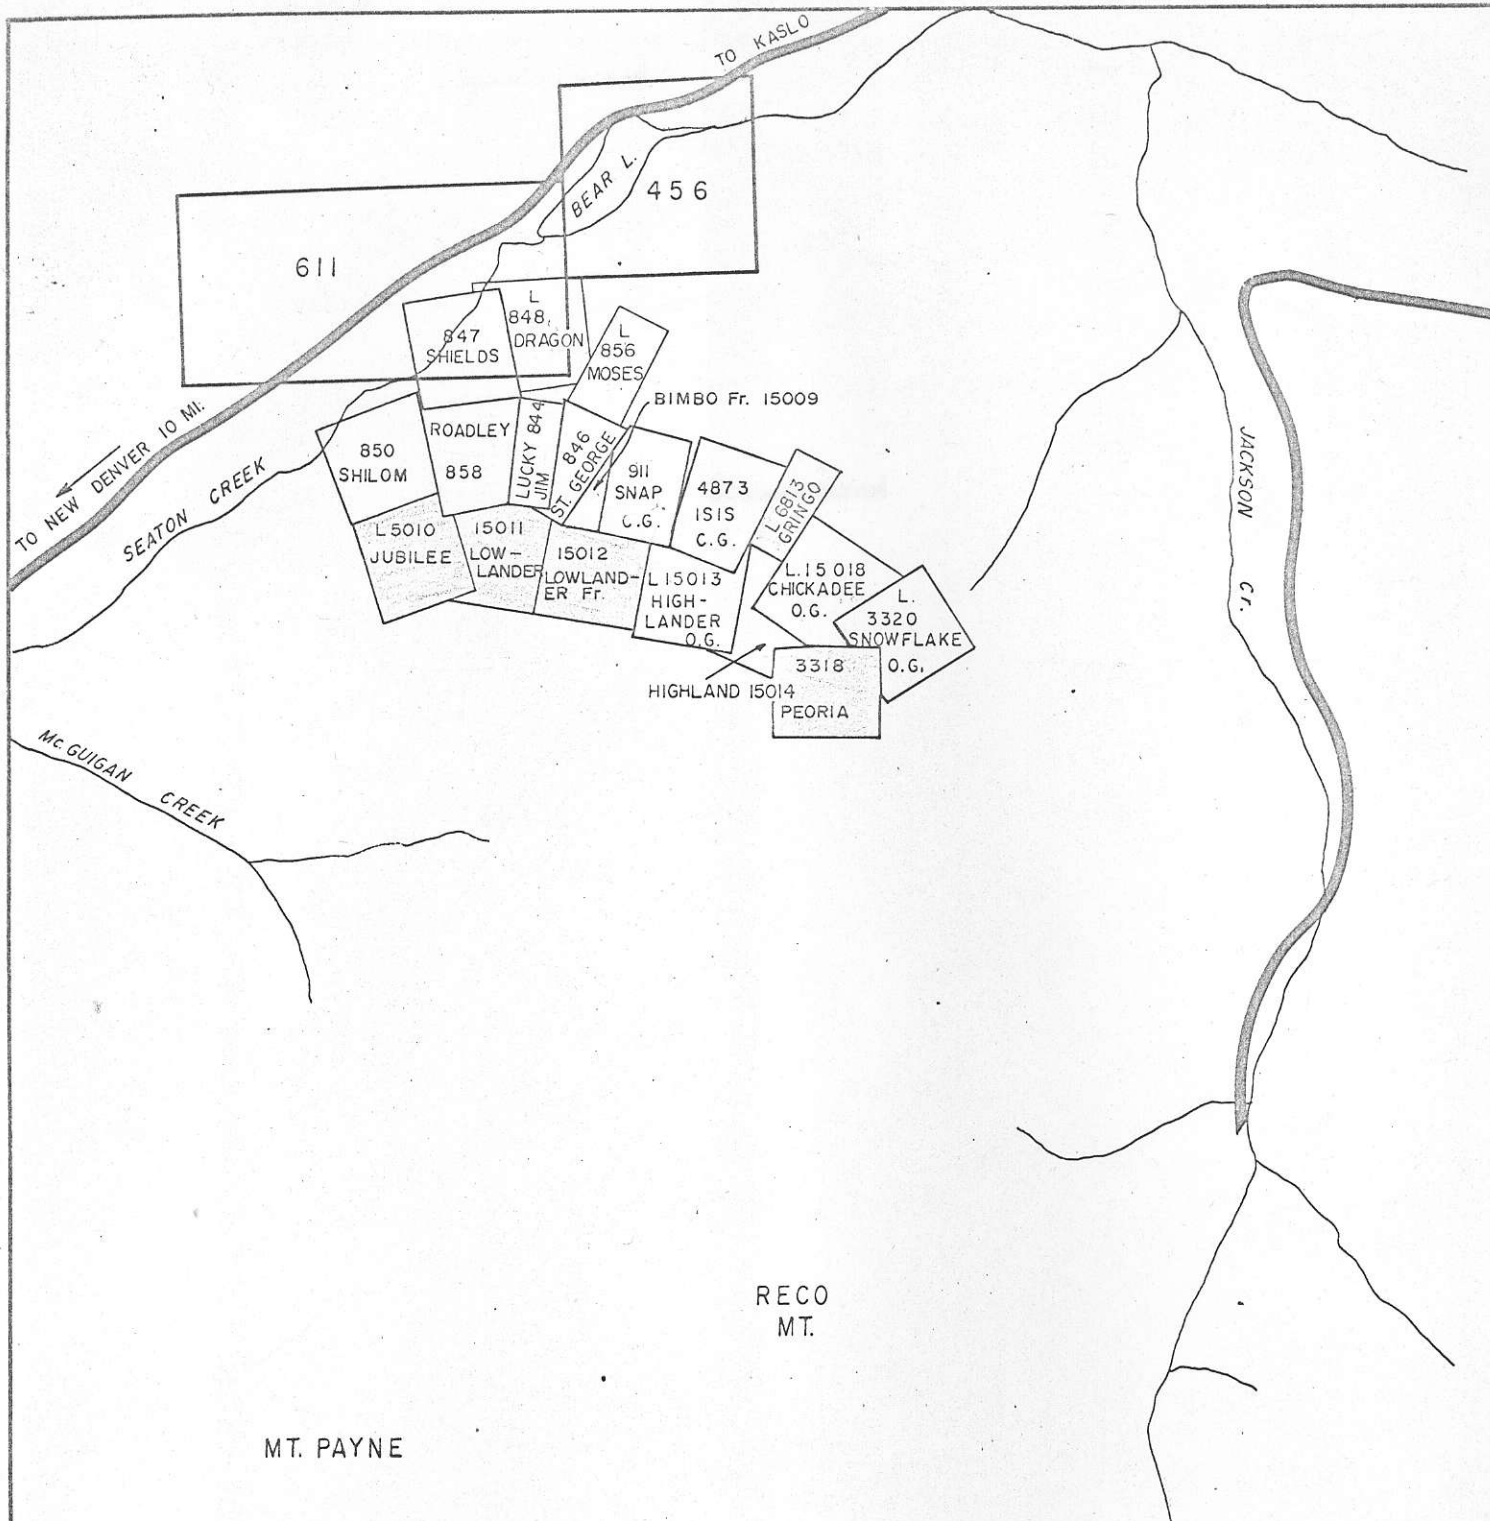 TO KASLO
BEAR L.
456
611
L
848,
DRAGON
847
SHIELDS
L
856
MOSES
BIMBO Fr. 15009
TO NEW DENVER 10 MI.
SEATON CREEK
850
SHILOM
ROADLEY
858
LUCKY 844
JIM
846
ST. GEORGE
911
SNAP
C.G.
4873
ISIS
C.G.
L 6813
GRINGO
JACKSON Cr.
L 5010
JUBILEE
15011
LOW-
LANDER
15012
LOWLAND-
ER Fr.
L 15013
HIGH-
LANDER
O.G.
L.15 018
CHICKADEE
O.G.
L.
3320
SNOWFLAKE
O.G.
HIGHLAND 15014
3318
PEORIA
Mc.GUIGAN
CREEK
RECO
MT.
MT. PAYNE